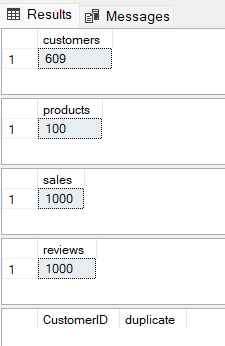 Results Messages
customers
1 609
products
1 100
sales
1 1000
reviews
1 1000
CustomerID duplicate